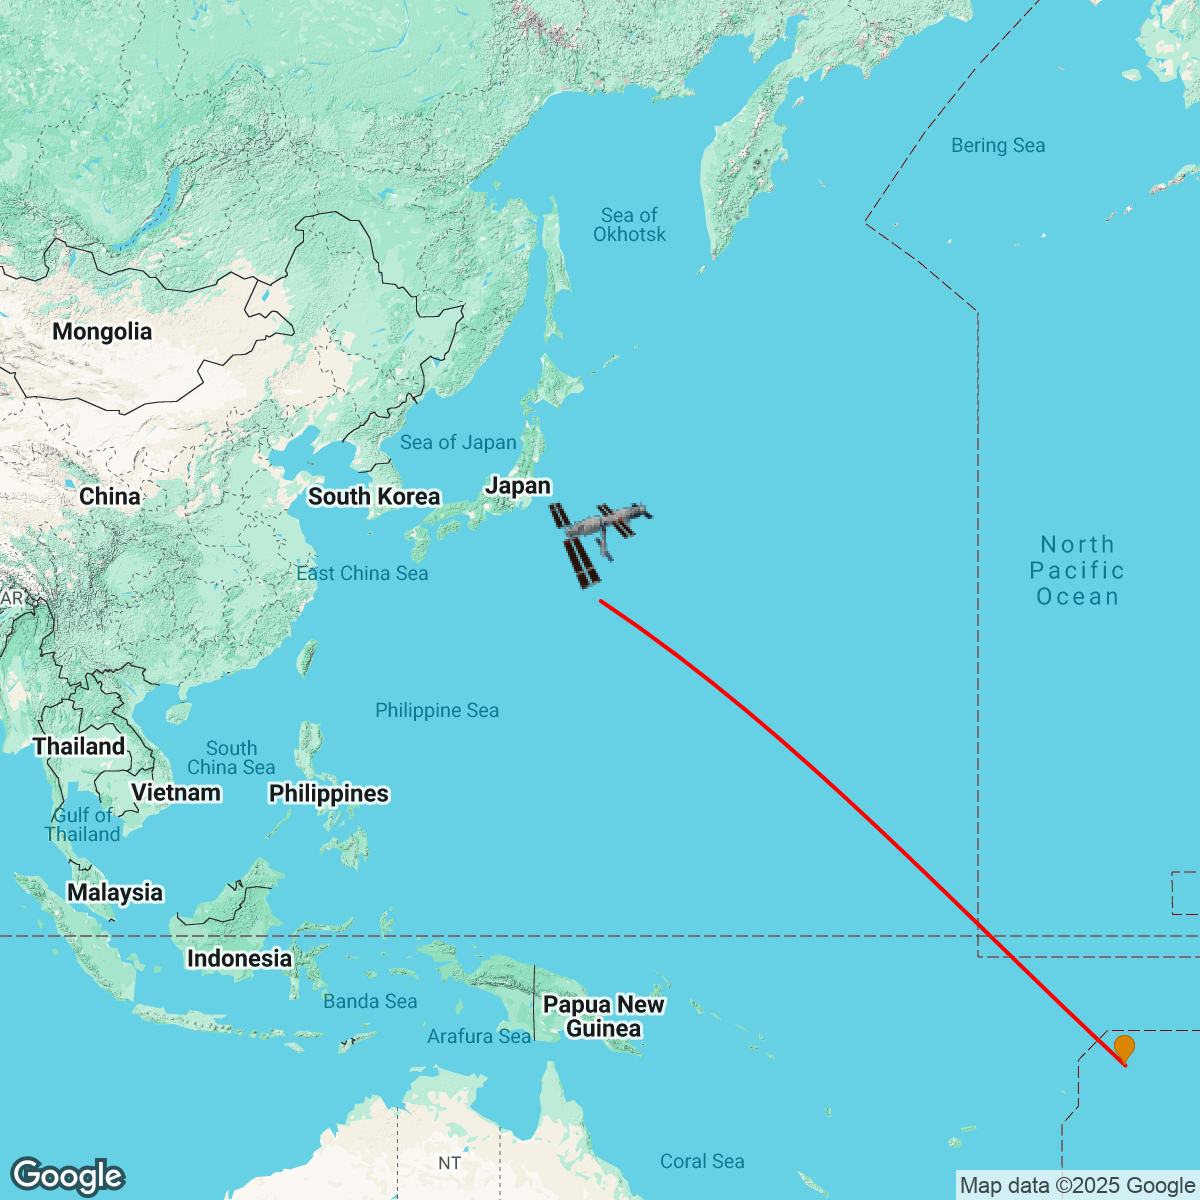 Bering Sea
Sea of
Okhotsk
Mongolia
Sea of Japan
Japan
China
South Korea
North
Pacific
Ocean
East China Sea
AR
Philippine Sea
Thailand
South
China Sea
Vietnam
Philippines
Gulf of
Thailand
Malaysia
Indonesia
Banda Sea
Papua New
Guinea
Arafura Sea
NT
Coral Sea
Google
Map data ©2025 Google